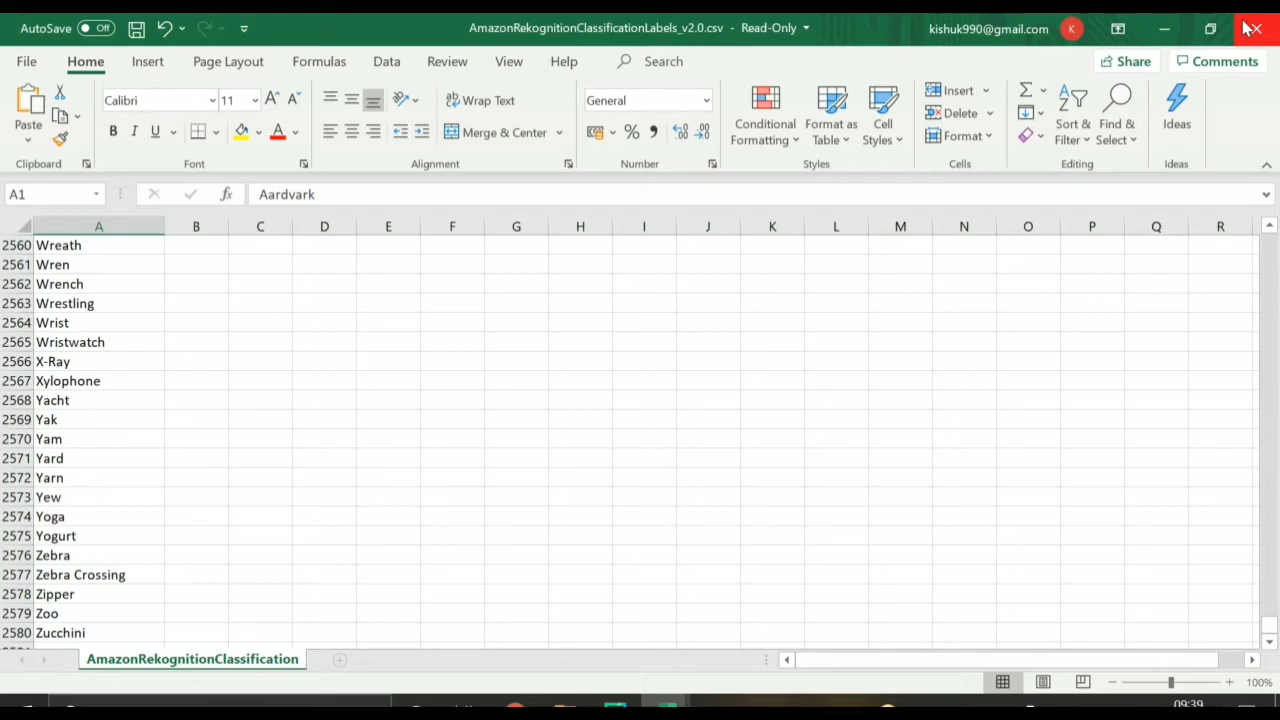 AutoSave Off AmazonRekognitionClassificationLabels_v2.0.csv - Read-Only kishuk990@gmail.com K
File Home Insert Page Layout Formulas Data Review View Help Search Share Comments
Paste Calibri 11 Wrap Text General Conditional Formatting Format as Table Cell Styles Insert Sort & Filter Find & Select Ideas
B I U A Merge & Center % Delete
Format
Clipboard Font Alignment Number Styles Cells Editing Ideas
A1 fx Aardvark
A B C D E F G H I J K L M N O P Q R
2560 Wreath
2561 Wren
2562 Wrench
2563 Wrestling
2564 Wrist
2565 Wristwatch
2566 X-Ray
2567 Xylophone
2568 Yacht
2569 Yak
2570 Yam
2571 Yard
2572 Yarn
2573 Yew
2574 Yoga
2575 Yogurt
2576 Zebra
2577 Zebra Crossing
2578 Zipper
2579 Zoo
2580 Zucchini
AmazonRekognitionClassification
100%
09:39